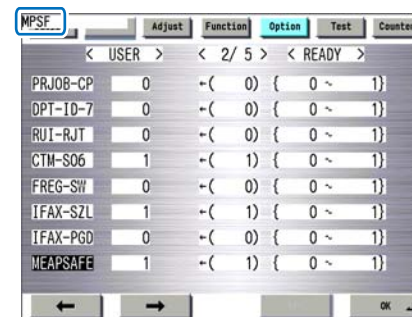 MPSF Adjust Function Option Test Counter
< USER > < 2/ 5 > < READY >
PRJOB-CP 0 ←( 0) { 0 ~ 1}
DPT-ID-7 0 ←( 0) { 0 ~ 1}
RUI-RJT 0 ←( 0) { 0 ~ 1}
CTM-S06 1 ←( 1) { 0 ~ 1}
FREG-SW 0 ←( 0) { 0 ~ 1}
IFAX-SZL 1 ←( 1) { 0 ~ 1}
IFAX-PGD 0 ←( 0) { 0 ~ 1}
MEAPSAFE 1 ←( 1) { 0 ~ 1}
← → OK